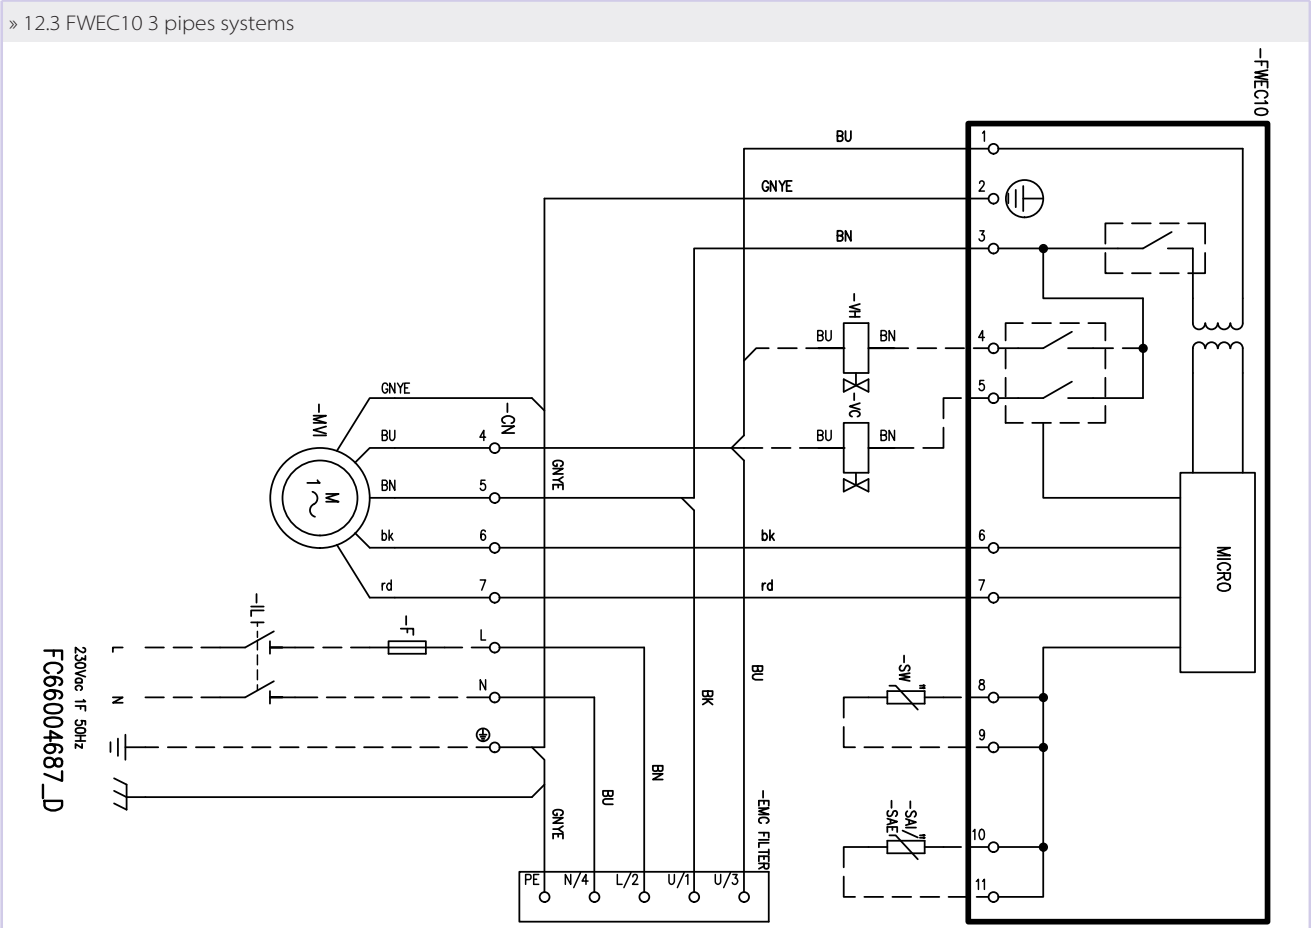 » 12.3 FWEC10 3 pipes systems
-FWEC10
1
BU
2
GNYE
3
BN
-VH
BU
BN
4
5
-VC
BU
BN
GNYE
-MVI
-CN
BU
4
GNYE
M
1
BN
5
bk
6
bk
6
rd
7
rd
7
MICRO
-IL
-F
L
L
N
N
230Vac 1F 50Hz
FC66004687_D
BU
BK
BN
BU
GNYE
-SW
8
9
-SAI/
-SAE
10
11
-EMC FILTER
PE
N/4
L/2
U/1
U/3